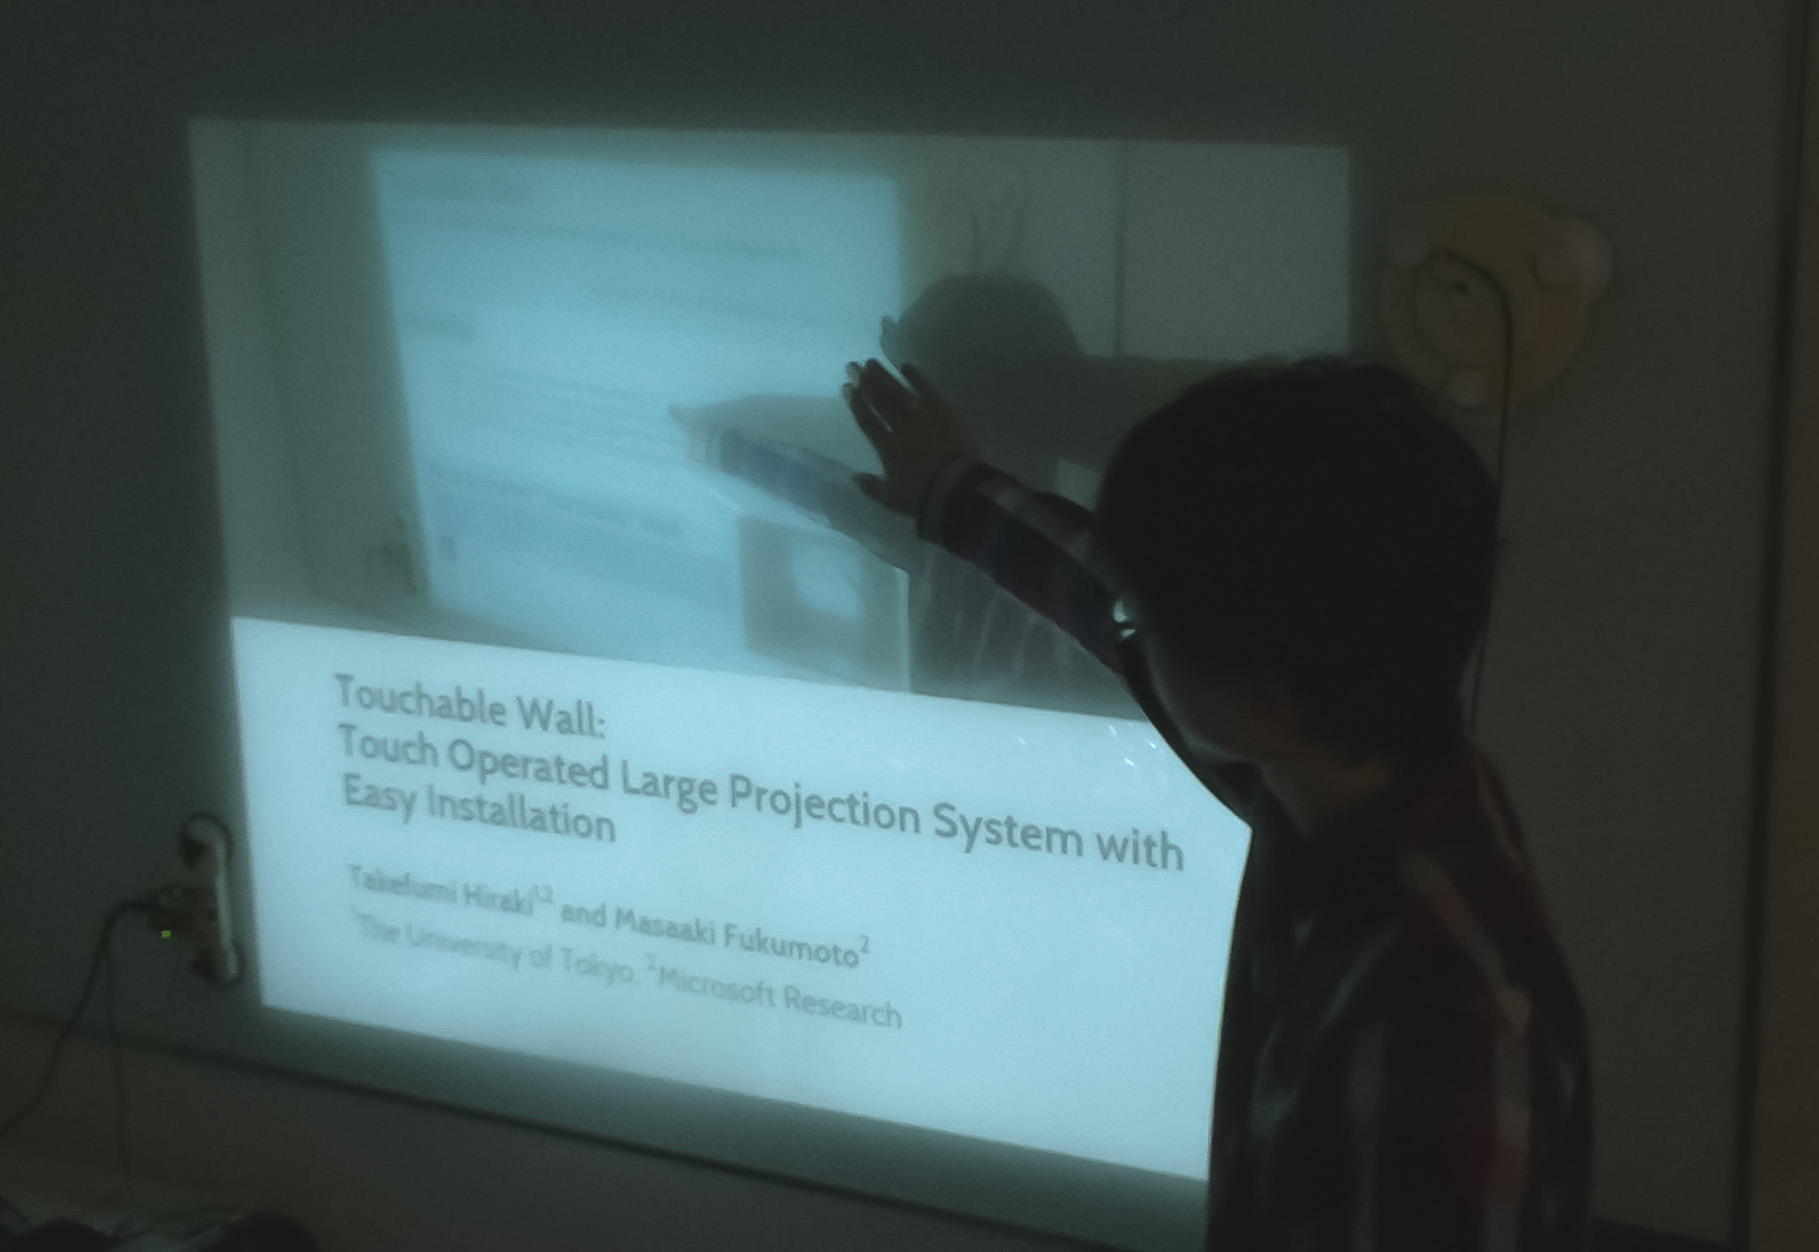 Touchable Wall:
Touch Operated Large Projection System with
Easy Installation
Takefumi Hiraki¹,² and Masaaki Fukumoto²
¹The University of Tokyo, ²Microsoft Research